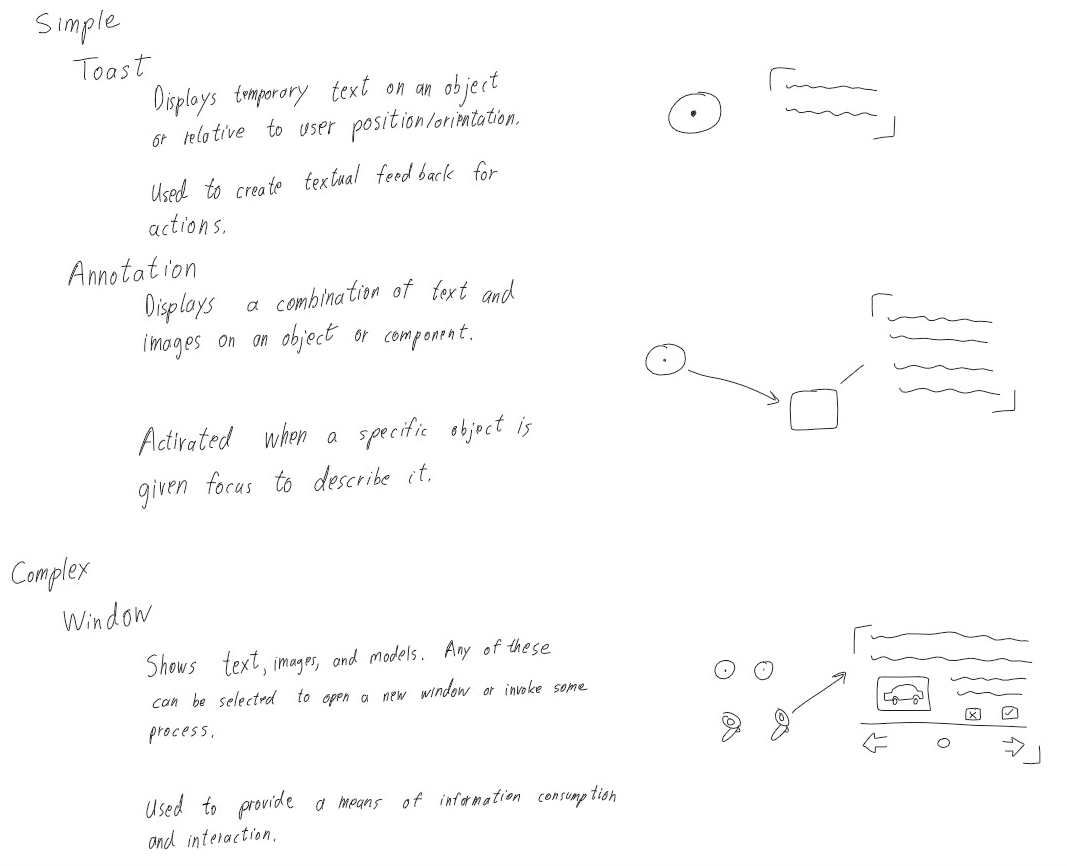 Simple
Toast
Displays temporary text on an object
or relative to user position/orientation.
Used to create textual feedback for
actions.
Annotation
Displays a combination of text and
images on an object or component.
Activated when a specific object is
given focus to describe it.
Complex
Window
Shows text, images, and models. Any of these
can be selected to open a new window or invoke some
process.
Used to provide a means of information consumption
and interaction.